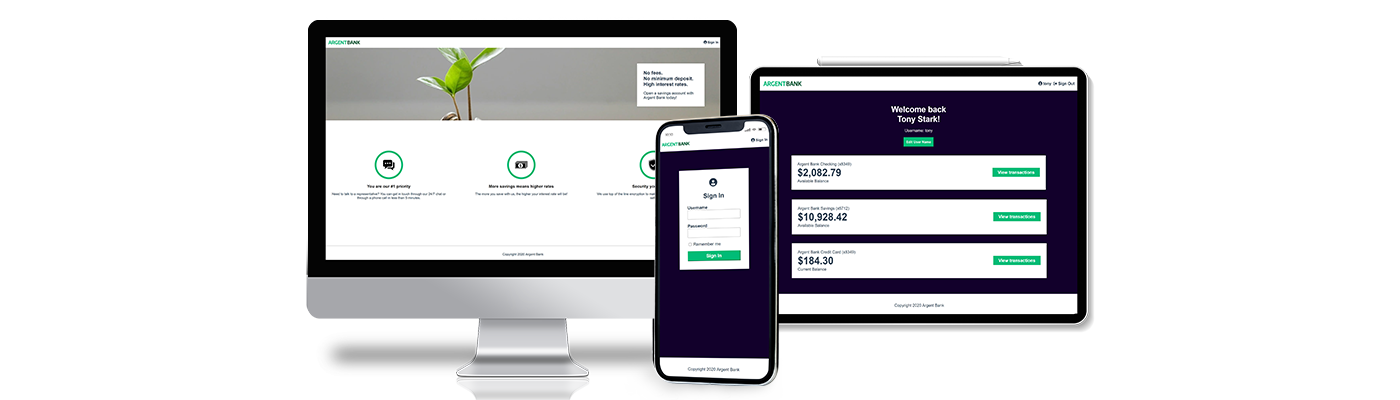 ARGENTBANK
Sign In
No fees.
No minimum deposit.
High interest rates.
Open a savings account with
Argent Bank today!
You are our #1 priority
Need to talk to a representative? You can get in touch through our 24/7 chat or
through a phone call in less than 5 minutes.
More savings means higher rates
The more you save with us, the higher your interest rate will be!
Security yo
We use top of the line encryption to
Copyright 2020 Argent Bank
ARGENTBANK
Sign In
Sign In
Username
Password
Remember me
Sign In
Copyright 2020 Argent Bank
ARGENTBANK
tony
Sign Out
Welcome back
Tony Stark!
Username: tony
Edit User Name
Argent Bank Checking (x8349)
$2,082.79
Available Balance
View transactions
Argent Bank Savings (x6712)
$10,928.42
Available Balance
View transactions
Argent Bank Credit Card (x8349)
$184.30
Current Balance
View transactions
Copyright 2020 Argent Bank